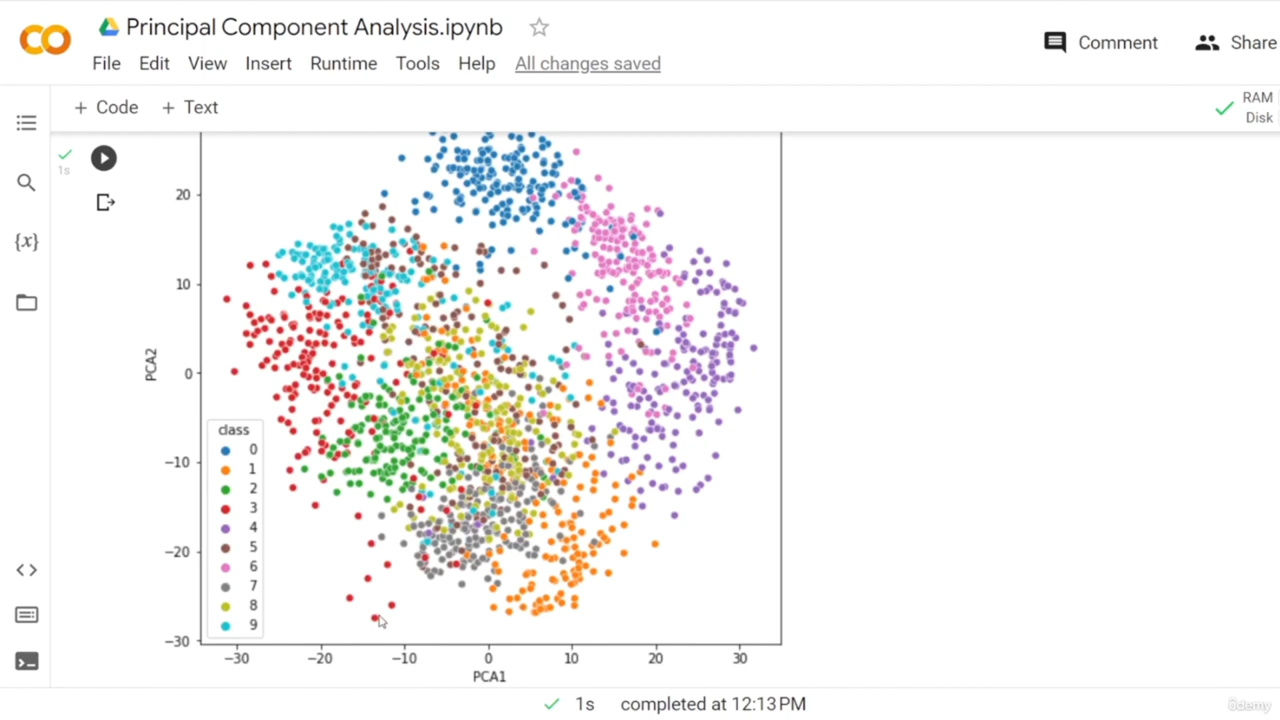 Principal Component Analysis.ipynb
Comment
Share
File Edit View Insert Runtime Tools Help All changes saved
+ Code + Text
RAM
Disk
1s
{x}
20
10
0
−10
−20
−30
PCA2
class
0
1
2
3
4
5
6
7
8
9
−30 −20 −10 0 10 20 30
PCA1
1s completed at 12:13 PM
ûdemy